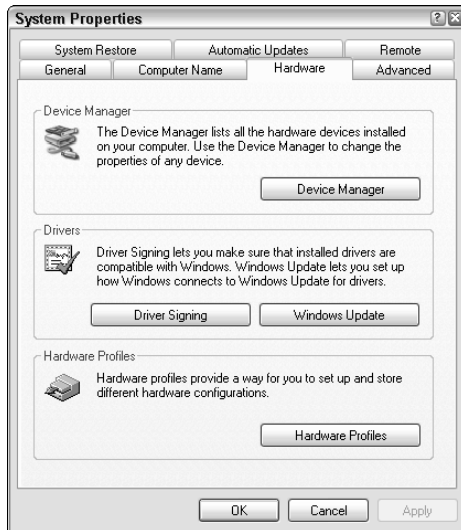 System Properties
System Restore Automatic Updates Remote
General Computer Name Hardware Advanced
Device Manager
The Device Manager lists all the hardware devices installed
on your computer. Use the Device Manager to change the
properties of any device.
Device Manager
Drivers
Driver Signing lets you make sure that installed drivers are
compatible with Windows. Windows Update lets you set up
how Windows connects to Windows Update for drivers.
Driver Signing Windows Update
Hardware Profiles
Hardware profiles provide a way for you to set up and store
different hardware configurations.
Hardware Profiles
OK Cancel Apply